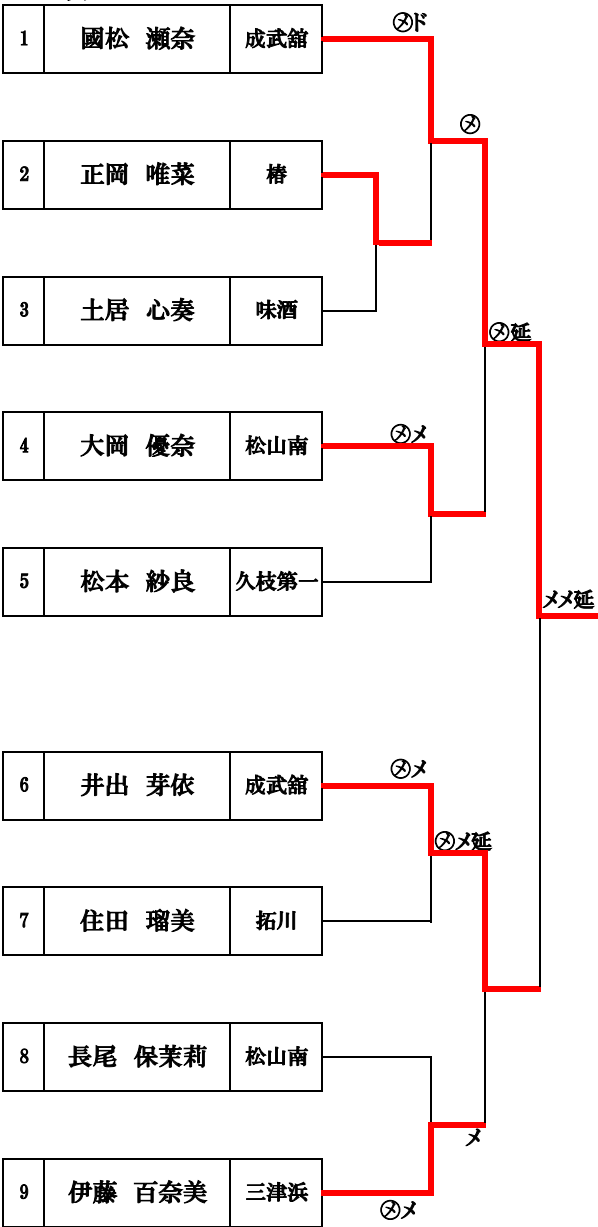 ㋱ド
1 國松 瀬奈 成武舘
㋱
2 正岡 唯菜 椿
3 土居 心奏 味酒
㋱延
4 大岡 優奈 松山南
㋱メ
5 松本 紗良 久枝第一
メメ延
6 井出 芽依 成武舘
㋱メ
㋱メ延
7 住田 瑠美 拓川
8 長尾 保茉莉 松山南
メ
9 伊藤 百奈美 三津浜
㋱メ